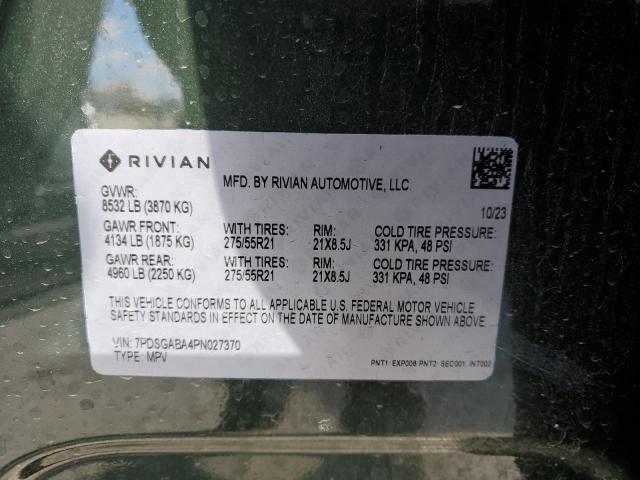 RIVIAN
MFD. BY RIVIAN AUTOMOTIVE, LLC.
GVWR:
8532 LB (3870 KG)
10/23
GAWR FRONT: WITH TIRES: RIM: COLD TIRE PRESSURE:
4134 LB (1875 KG) 275/55R21 21X8.5J 331 KPA, 48 PSI
GAWR REAR: WITH TIRES: RIM: COLD TIRE PRESSURE:
4960 LB (2250 KG) 275/55R21 21X8.5J 331 KPA, 48 PSI
THIS VEHICLE CONFORMS TO ALL APPLICABLE U.S. FEDERAL MOTOR VEHICLE
SAFETY STANDARDS IN EFFECT ON THE DATE OF MANUFACTURE SHOWN ABOVE.
VIN: 7PDSGABA4PN027370
TYPE: MPV
PNT1: EXP008 PNT2: SEC001 INT002